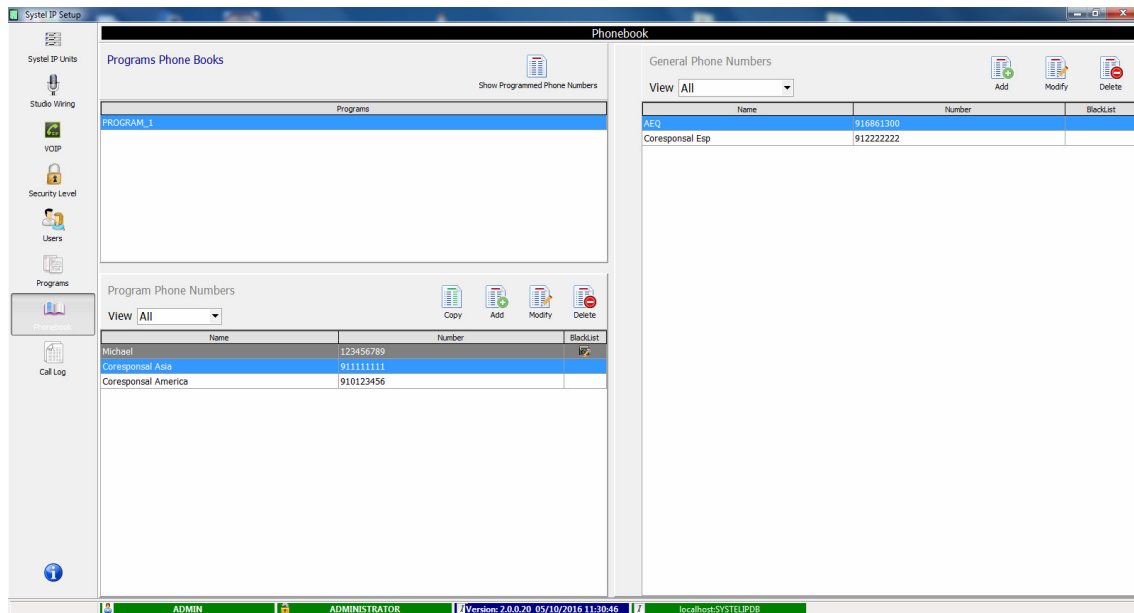 Systel IP Setup
Phonebook
Systel IP Units
Studio Wiring
VOIP
Security Level
Users
Programs
Phonebook
Call Log
Programs Phone Books
Show Programmed Phone Numbers
Programs
PROGRAM_1
Program Phone Numbers
View All
Copy Add Modify Delete
Name Number BlackList
Michael 123456789
Coresponsal Asia 911111111
Coresponsal America 910123456
General Phone Numbers
View All
Add Modify Delete
Name Number BlackList
AEQ 916861300
Coresponsal Esp 912222222
ADMIN ADMINISTRATOR Version: 2.0.0.20 05/10/2016 11:30:46 localhost:SYSTELIPDB